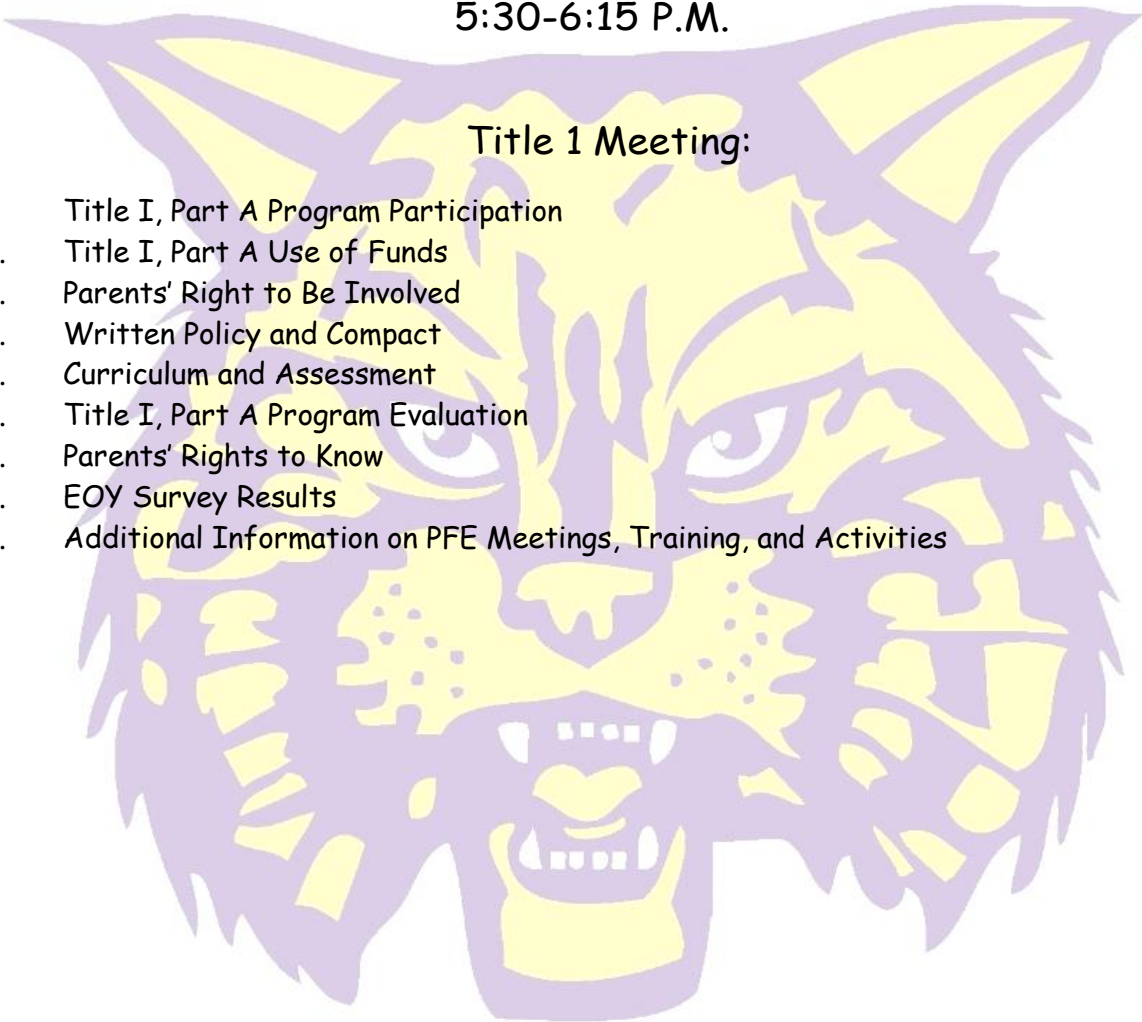 5:30-6:15 P.M.
Title 1 Meeting:
Title I, Part A Program Participation
. Title I, Part A Use of Funds
. Parents' Right to Be Involved
. Written Policy and Compact
. Curriculum and Assessment
. Title I, Part A Program Evaluation
. Parents' Rights to Know
. EOY Survey Results
. Additional Information on PFE Meetings, Training, and Activities